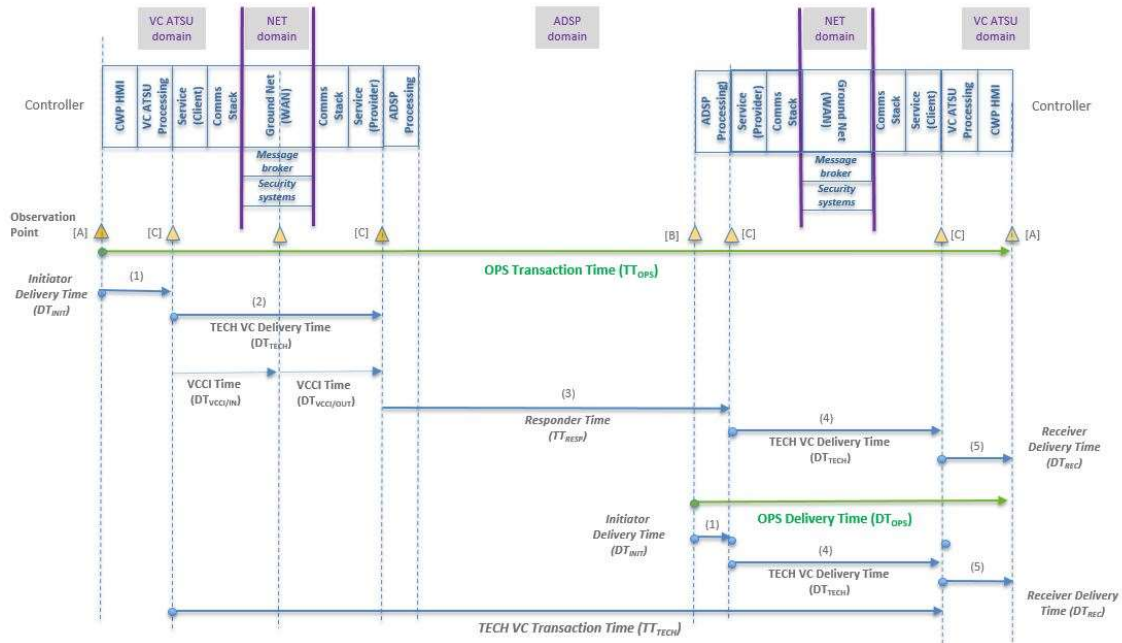 VC ATSU
domain
NET
domain
ADSP
domain
NET
domain
VC ATSU
domain
Controller
CWP HMI
VC ATSU
Processing
Service
(Client)
Comms
Stack
Ground Net
(WAN)
Comms
Stack
Service
(Provider)
ADSP
Processing
ADSP
Processing)
Service
(Provider)
Comms
Stack
Ground Net
(WAN)
Comms
Stack
Service
(Client)
VC ATSU
Processing
CWP HMI
Controller
Message
broker
Security
systems
Message
broker
Security
systems
Observation
Point
[A]
[C]
[C]
[B]
[C]
[C]
[A]
OPS Transaction Time (TTOPS)
Initiator
Delivery Time
(DTINIT)
(1)
(2)
TECH VC Delivery Time
(DTTECH)
VCCI Time
(DTVCCI/IN)
VCCI Time
(DTVCCI/OUT)
(3)
Responder Time
(TTRESP)
(4)
TECH VC Delivery Time
(DTTECH)
(5)
Receiver
Delivery Time
(DTREC)
OPS Delivery Time (DTOPS)
Initiator
Delivery Time
(DTINIT)
(1)
(4)
TECH VC Delivery Time
(DTTECH)
(5)
Receiver Delivery
Time (DTREC)
TECH VC Transaction Time (TTTECH)